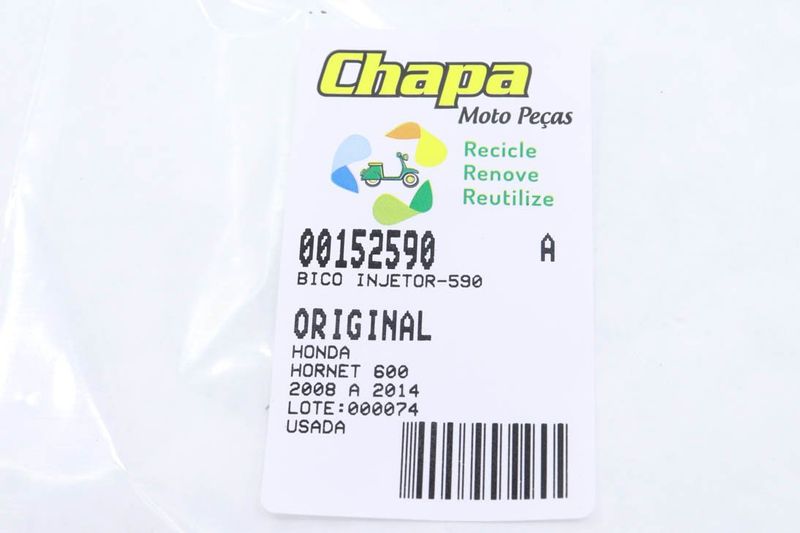 Chapa
Moto Peças
Recicle
Renove
Reutilize
00152590 A
BICO INJETOR-590
ORIGINAL
HONDA
HORNET 600
2008 A 2014
LOTE:000074
USADA